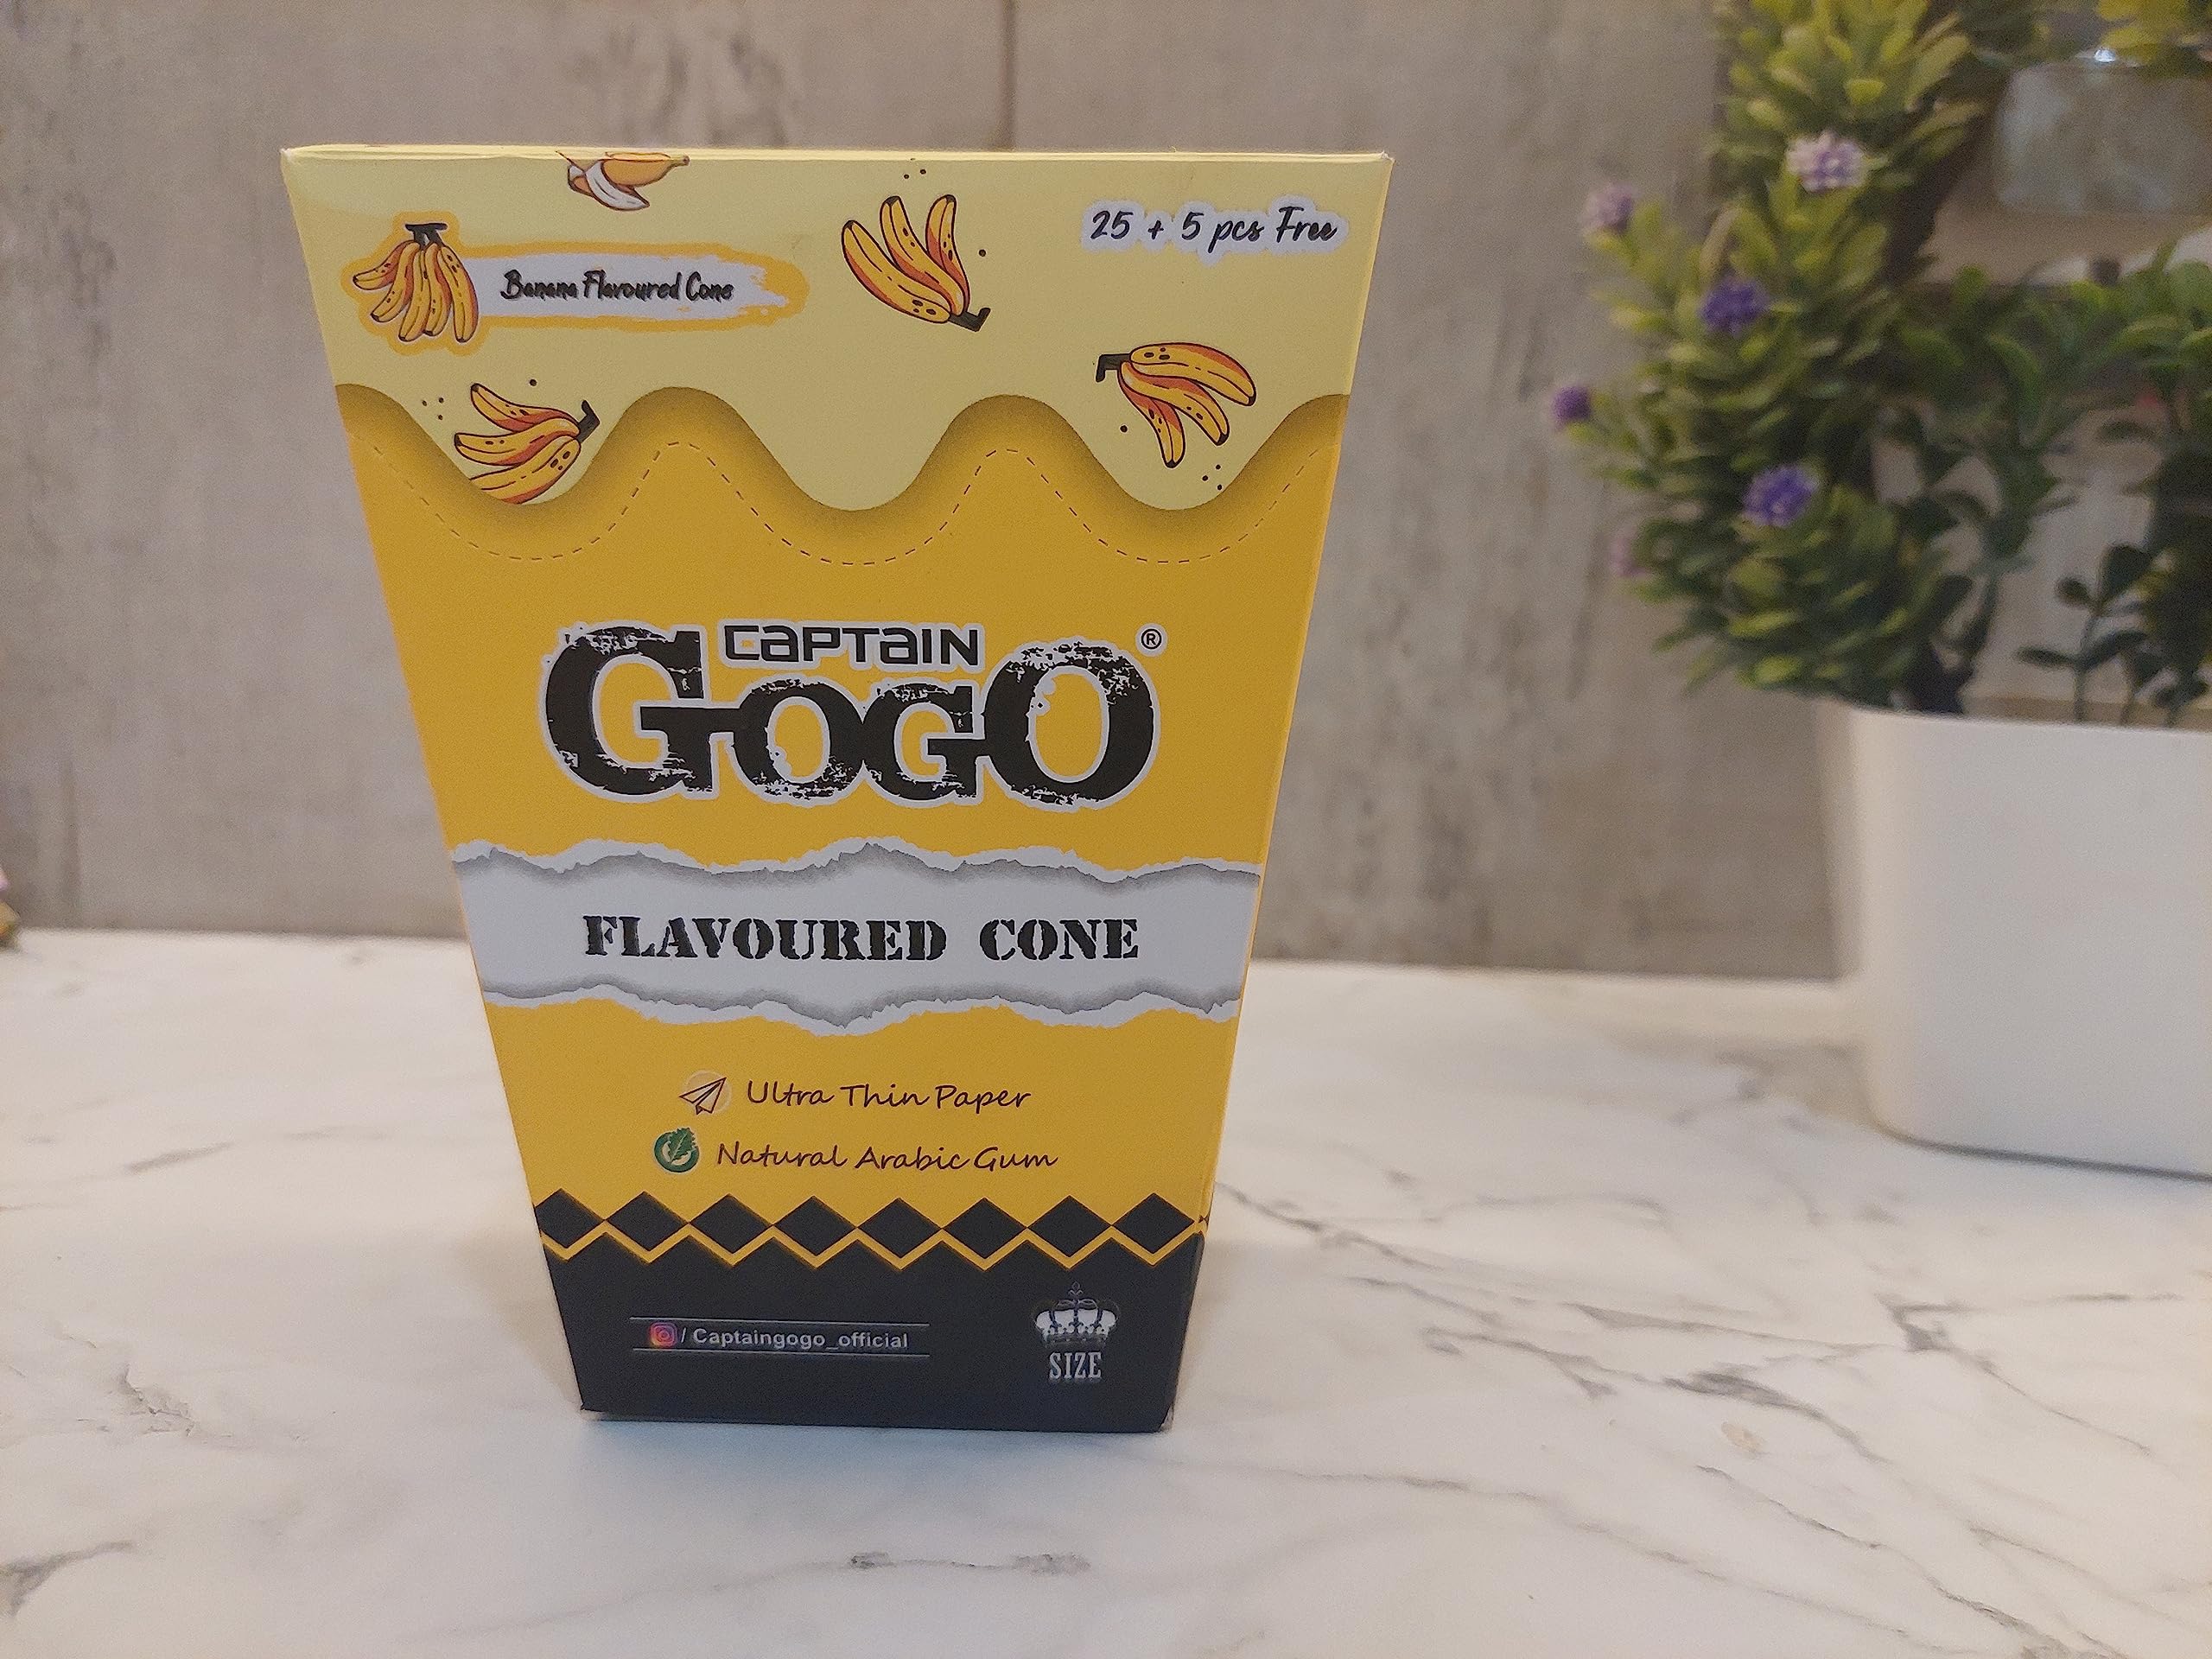 25 + 5 pcs Free
Banana Flavoured Cone
CAPTAIN
GOGO®
FLAVOURED CONE
Ultra Thin Paper
Natural Arabic Gum
/ Captaingogo_official
SIZE